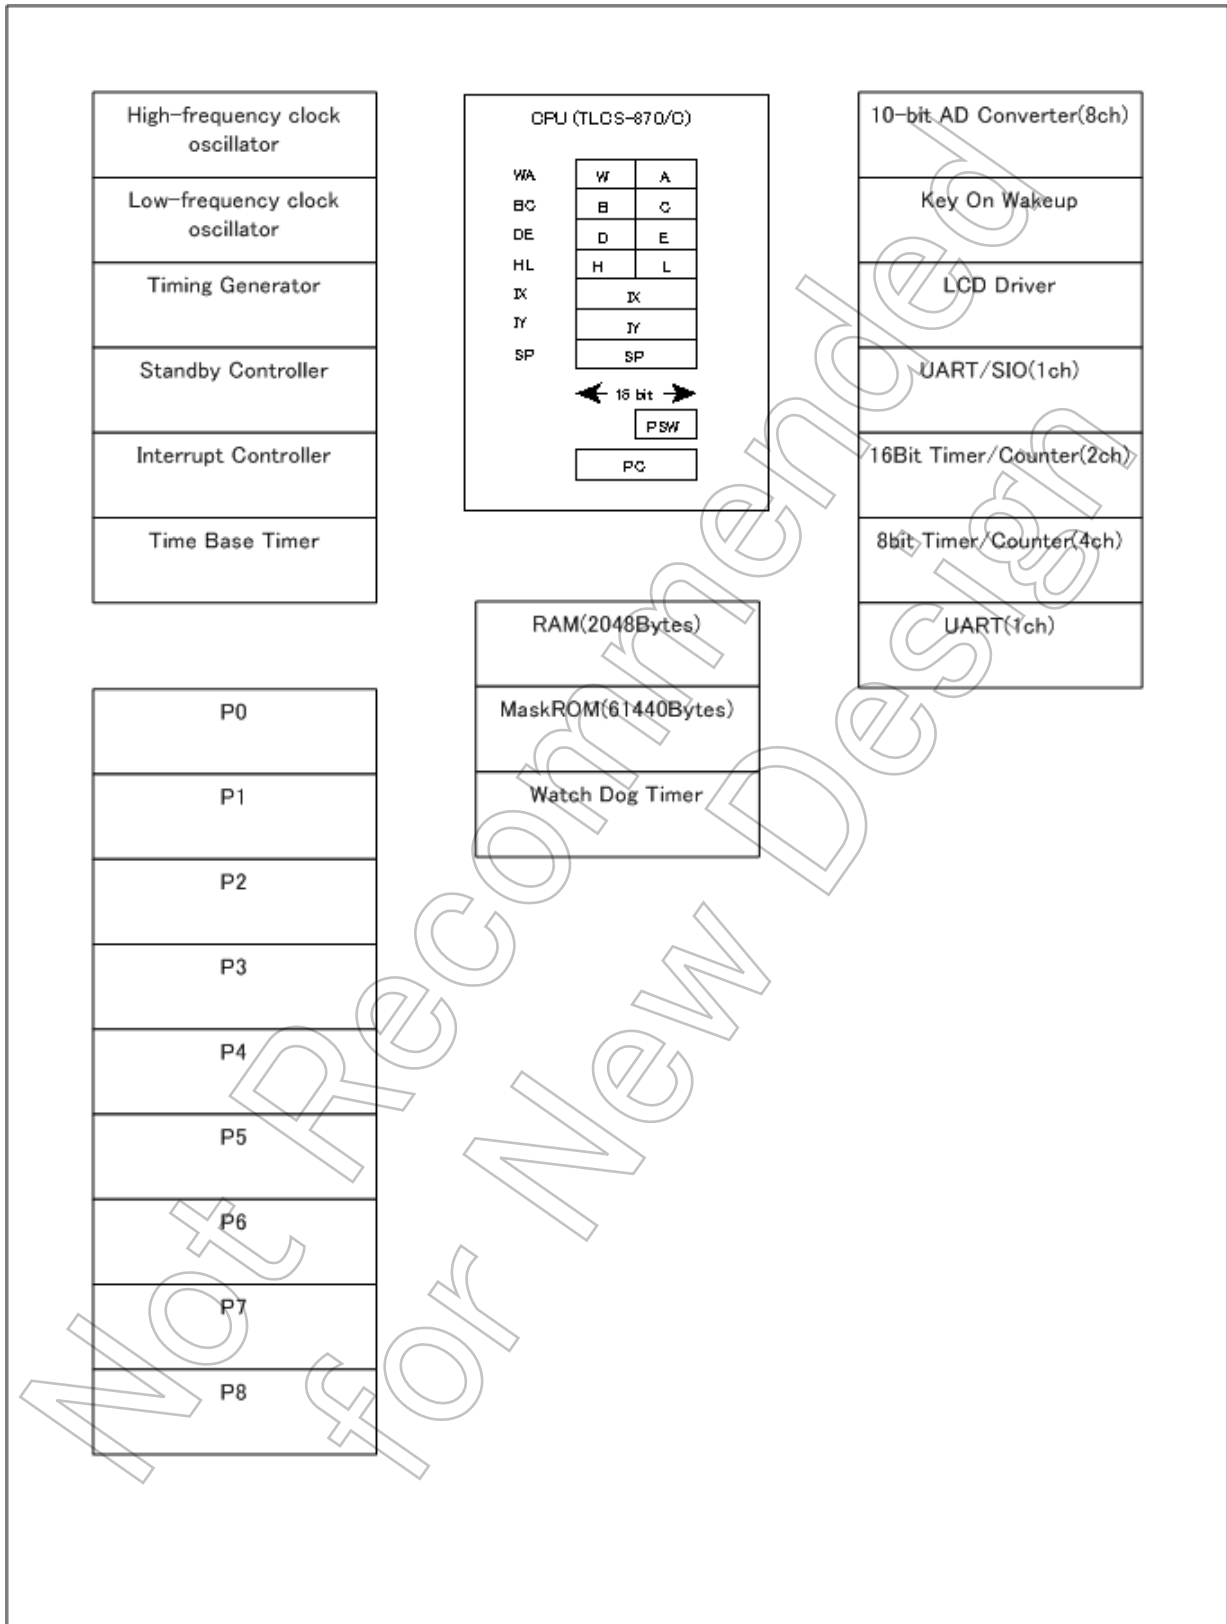 High-frequency clock
oscillator
Low-frequency clock
oscillator
Timing Generator
Standby Controller
Interrupt Controller
Time Base Timer
CPU (TLCS-870/C)
WA W A
BC B C
DE D E
HL H L
IX IX
IY IY
SP SP
16 bit
PSW
PC
10-bit AD Converter(8ch)
Key On Wakeup
LCD Driver
UART/SIO(1ch)
16Bit Timer/Counter(2ch)
8bit Timer/Counter(4ch)
UART(1ch)
RAM(2048Bytes)
MaskROM(61440Bytes)
Watch Dog Timer
P0
P1
P2
P3
P4
P5
P6
P7
P8
Not Recommended
for New Design